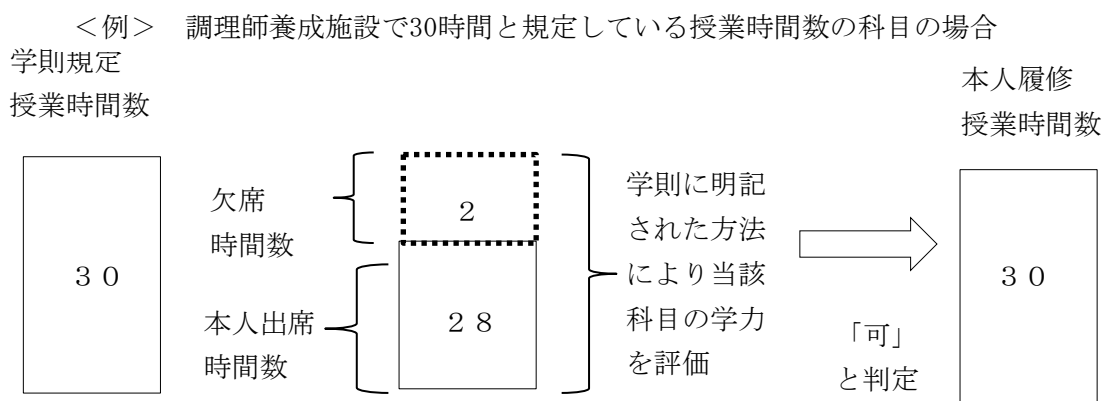 ＜例＞　調理師養成施設で30時間と規定している授業時間数の科目の場合
学則規定
授業時間数
３０
欠席
時間数
２
本人出席
時間数
２８
学則に明記
された方法
により当該
科目の学力
を評価
「可」
と判定
本人履修
授業時間数
３０